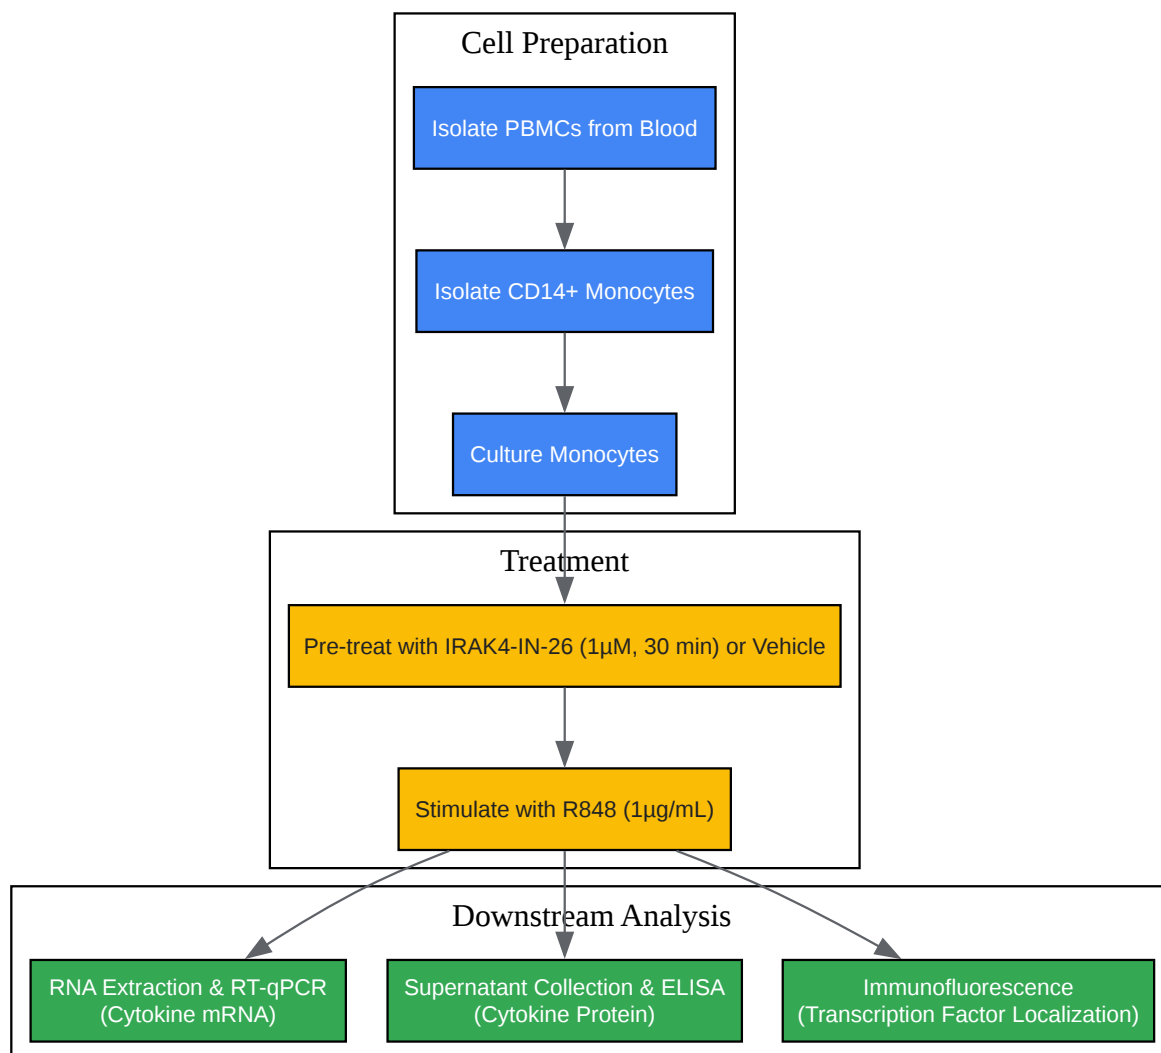 Cell Preparation
Isolate PBMCs from Blood
Isolate CD14+ Monocytes
Culture Monocytes
Treatment
Pre-treat with IRAK4-IN-26 (1µM, 30 min) or Vehicle
Stimulate with R848 (1µg/mL)
Downstream Analysis
RNA Extraction & RT-qPCR
(Cytokine mRNA)
Supernatant Collection & ELISA
(Cytokine Protein)
Immunofluorescence
(Transcription Factor Localization)